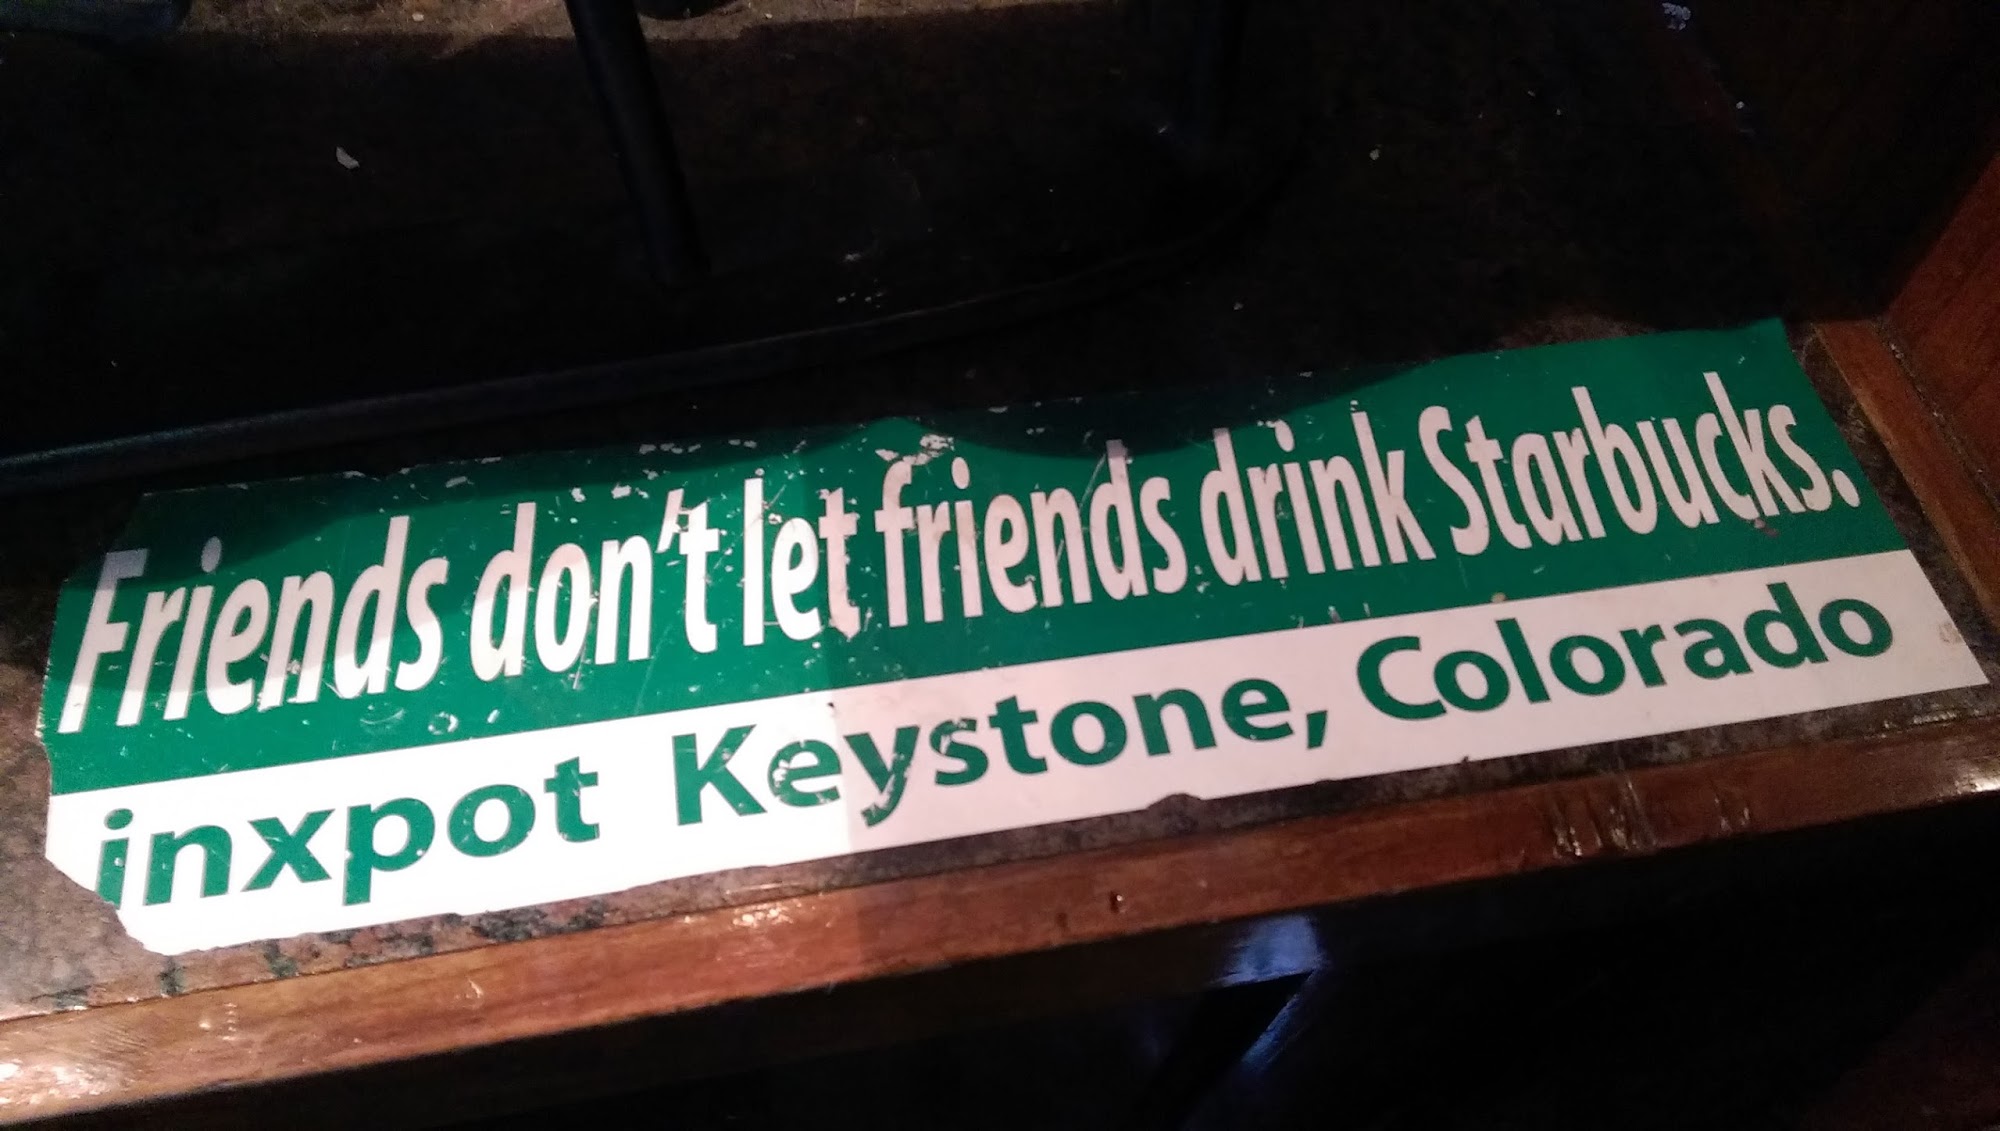 Friends don't let friends drink Starbucks.
inxpot Keystone, Colorado